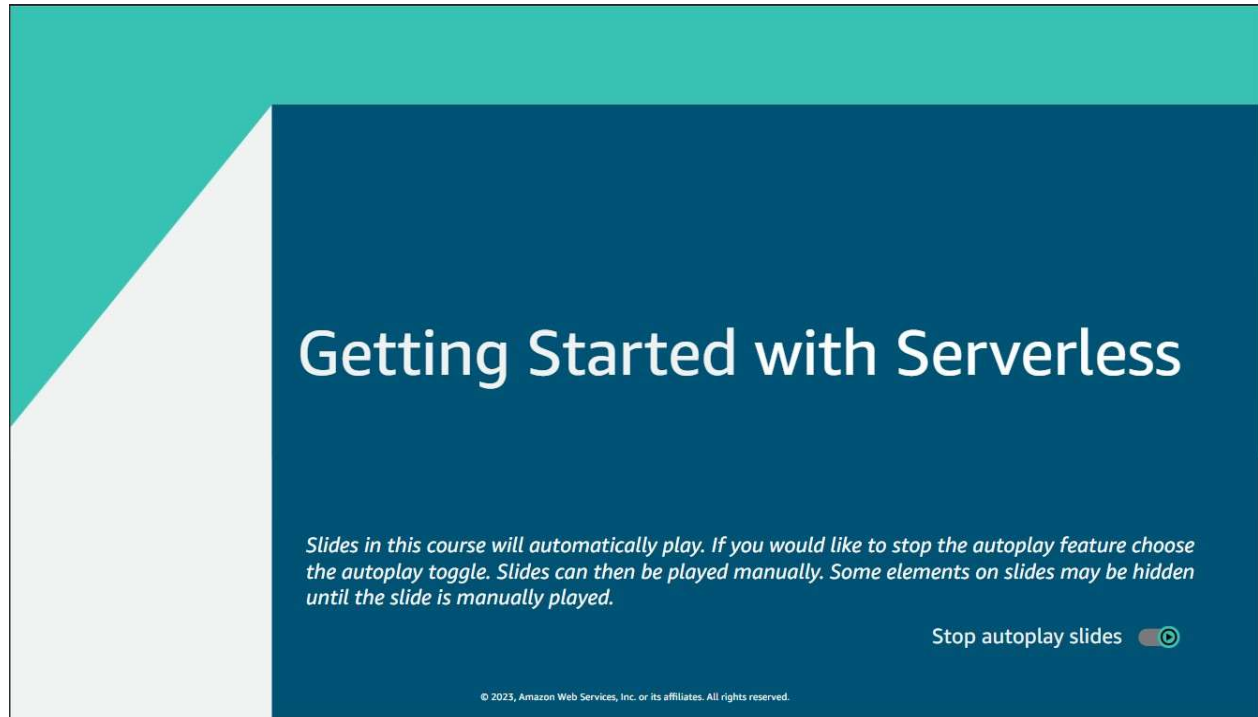 Getting Started with Serverless
Slides in this course will automatically play. If you would like to stop the autoplay feature choose
the autoplay toggle. Slides can then be played manually. Some elements on slides may be hidden
until the slide is manually played.
Stop autoplay slides
© 2023, Amazon Web Services, Inc. or its affiliates. All rights reserved.